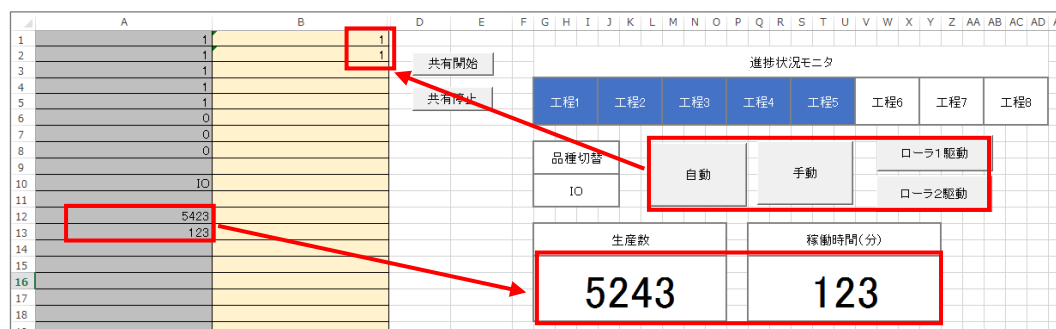 A B D E F G H I J K L M N O P Q R S T U V W X Y Z AA AB AC AD
1 1 1
2 1 1
3 1
4 1
5 1
6 0
7 0
8 0
9
10 IO
11
12 5423
13 123
14
15
16
17
18
共有開始
共有停止
進捗状況モニタ
工程1 工程2 工程3 工程4 工程5 工程6 工程7 工程8
品種切替
IO
自動
手動
ローラ1駆動
ローラ2駆動
生産数
稼働時間(分)
5243
123